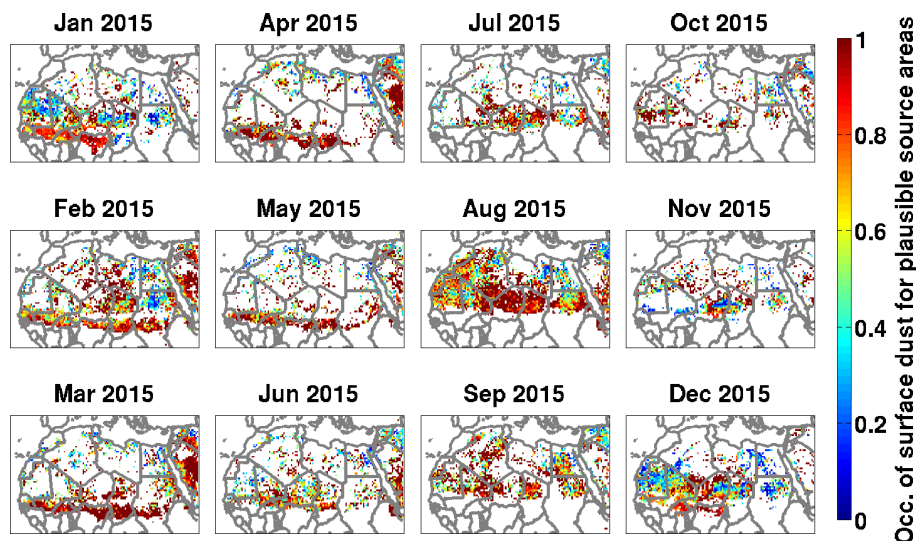 Jan 2015
Apr 2015
Jul 2015
Oct 2015
Feb 2015
May 2015
Aug 2015
Nov 2015
Mar 2015
Jun 2015
Sep 2015
Dec 2015
1
0.8
0.6
0.4
0.2
0
Occ. of surface dust for plausible source areas